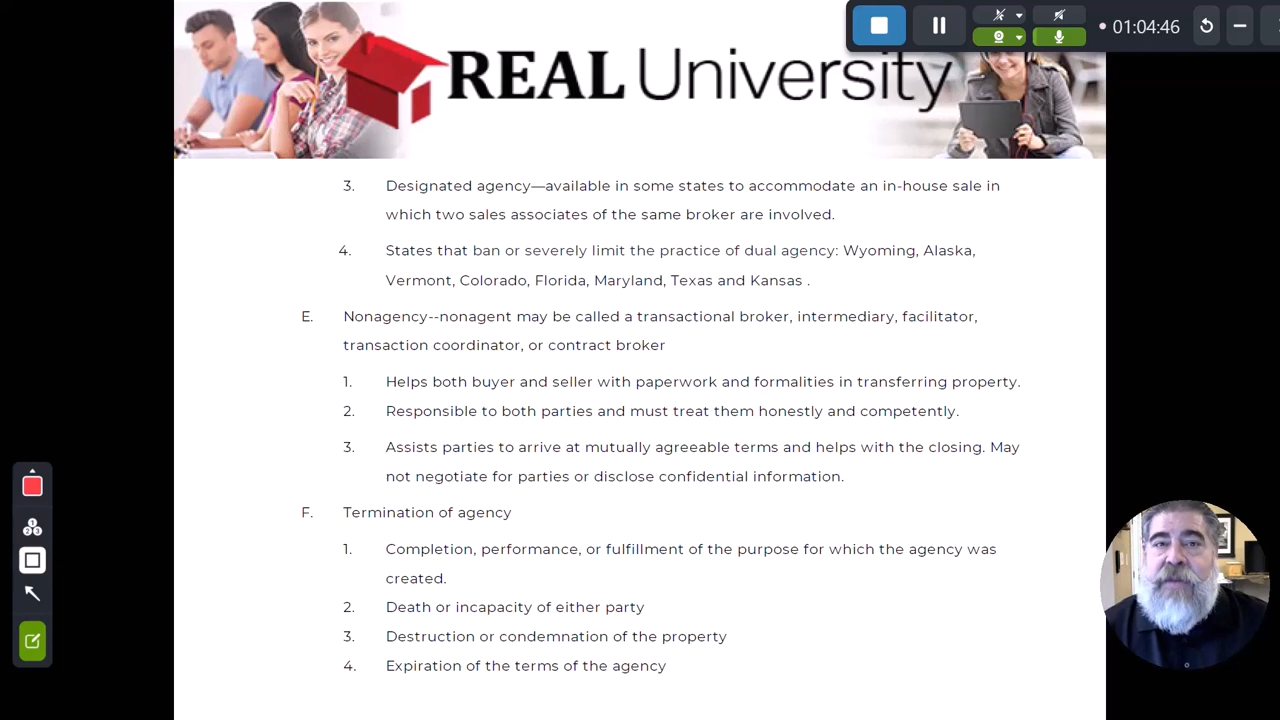 01:04:46
REAL University
3. Designated agency—available in some states to accommodate an in-house sale in
which two sales associates of the same broker are involved.
4. States that ban or severely limit the practice of dual agency: Wyoming, Alaska,
Vermont, Colorado, Florida, Maryland, Texas and Kansas .
E. Nonagency--nonagent may be called a transactional broker, intermediary, facilitator,
transaction coordinator, or contract broker
1. Helps both buyer and seller with paperwork and formalities in transferring property.
2. Responsible to both parties and must treat them honestly and competently.
3. Assists parties to arrive at mutually agreeable terms and helps with the closing. May
not negotiate for parties or disclose confidential information.
F. Termination of agency
1. Completion, performance, or fulfillment of the purpose for which the agency was
created.
2. Death or incapacity of either party
3. Destruction or condemnation of the property
4. Expiration of the terms of the agency